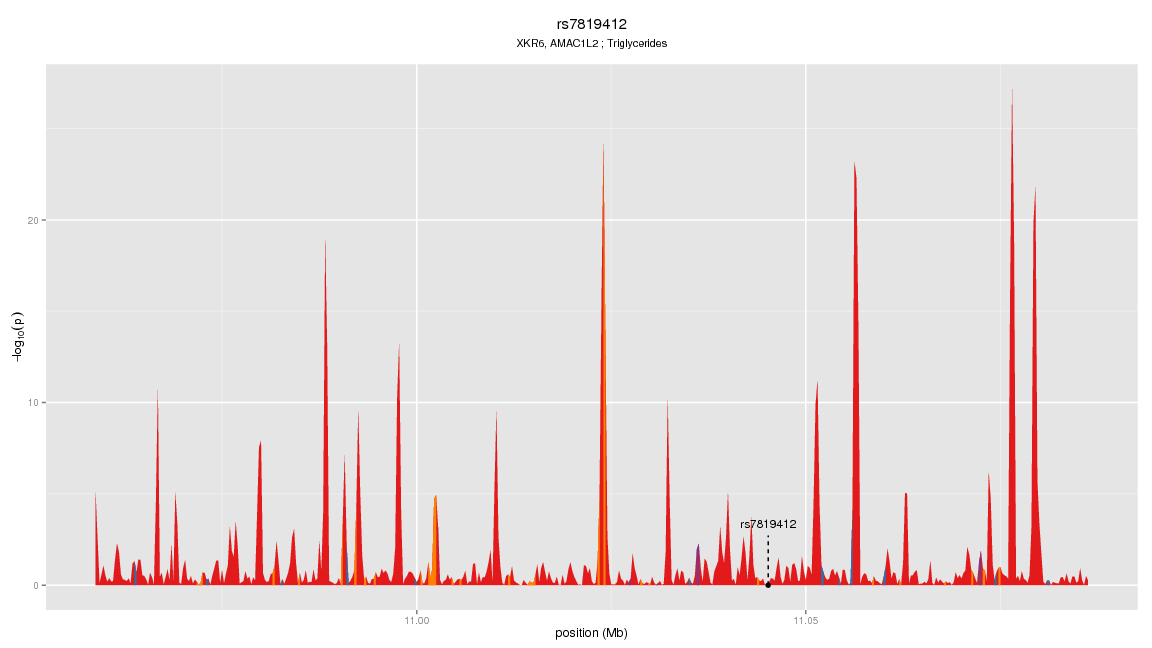 rs7819412
XKR6, AMAC1L2 ; Triglycerides
20
10
0
−log₁₀(p)
rs7819412
11.00
11.05
position (Mb)